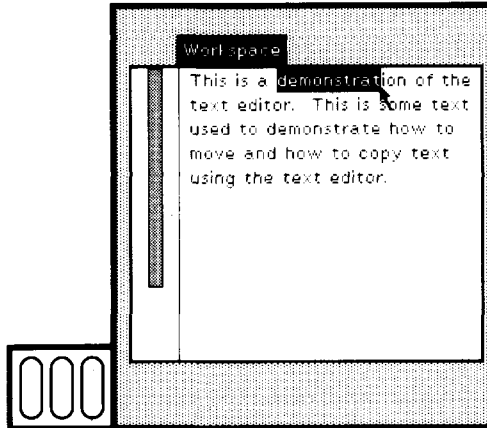 Workspace
This is a demonstration of the
text editor. This is some text
used to demonstrate how to
move and how to copy text
using the text editor.